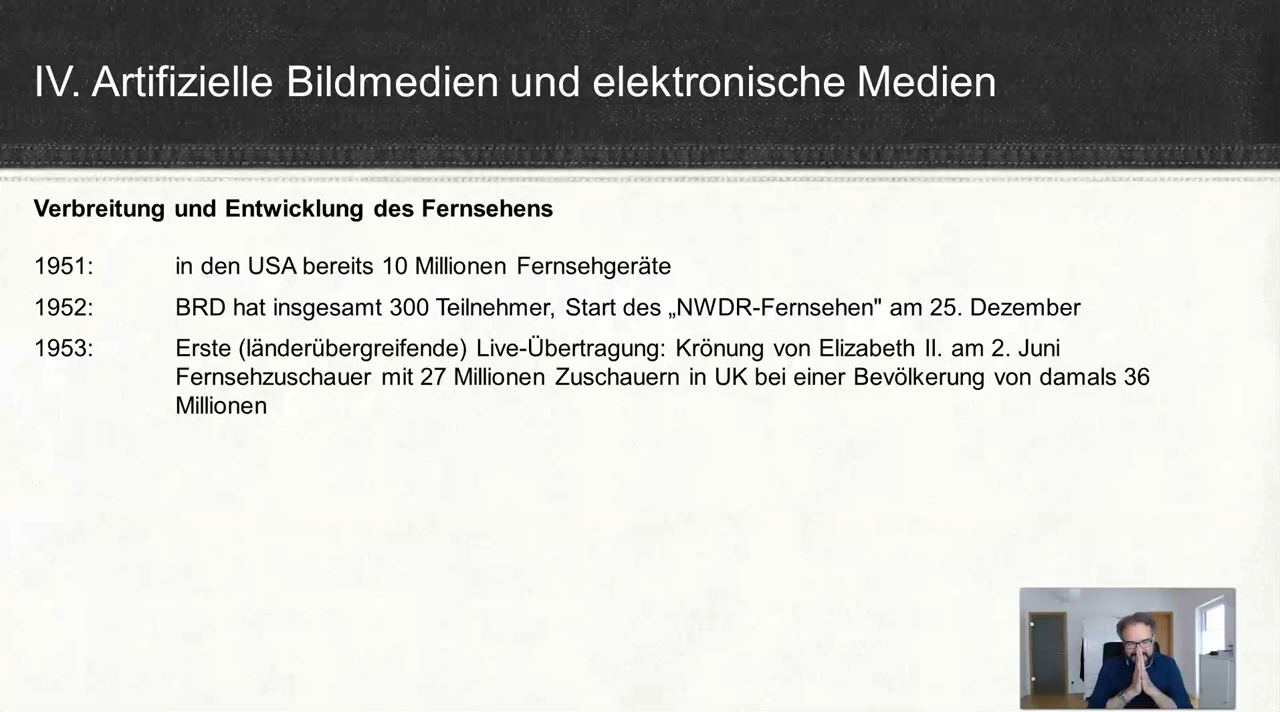 IV. Artifizielle Bildmedien und elektronische Medien
Verbreitung und Entwicklung des Fernsehens
1951: in den USA bereits 10 Millionen Fernsehgeräte
1952: BRD hat insgesamt 300 Teilnehmer, Start des „NWDR-Fernsehen" am 25. Dezember
1953: Erste (länderübergreifende) Live-Übertragung: Krönung von Elizabeth II. am 2. Juni
Fernsehzuschauer mit 27 Millionen Zuschauern in UK bei einer Bevölkerung von damals 36
Millionen